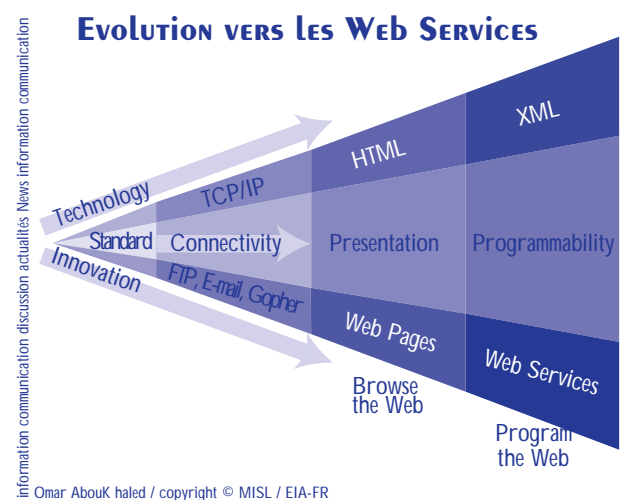 Evolution vers les Web Services
information communication discussion actualités News information communication
Technology
TCP/IP
HTML
XML
Standard
Connectivity
Presentation
Programmability
Innovation
FTP, E-mail, Gopher
Web Pages
Web Services
Browse
the Web
Program
the Web
Omar AbouK haled / copyright © MISL / EIA-FR